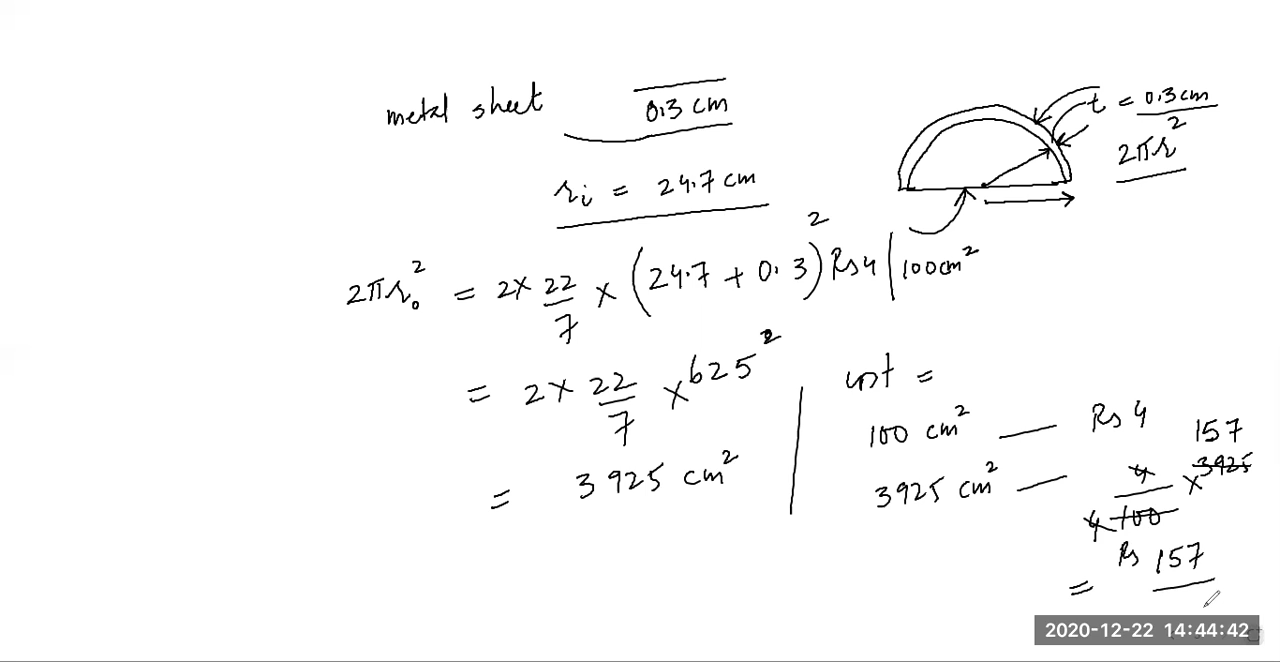 metal sheet 0.3 cm
t = 0.3 cm
2πr²
rᵢ = 24.7 cm
2πr₀² = 2 × 22/7 × (24.7 + 0.3)² Rs 4 | 100 cm²
= 2 × 22/7 × 625²
= 3925 cm²
cost =
100 cm² — Rs 4
157
3925 cm² — 4/100 × 3925
4
= Rs 157
2020-12-22 14:44:42